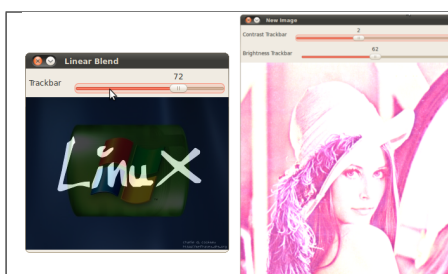 Linear Blend
Trackbar
72
LinuX
New Image
Contrast Trackbar
2
Brightness Trackbar
62